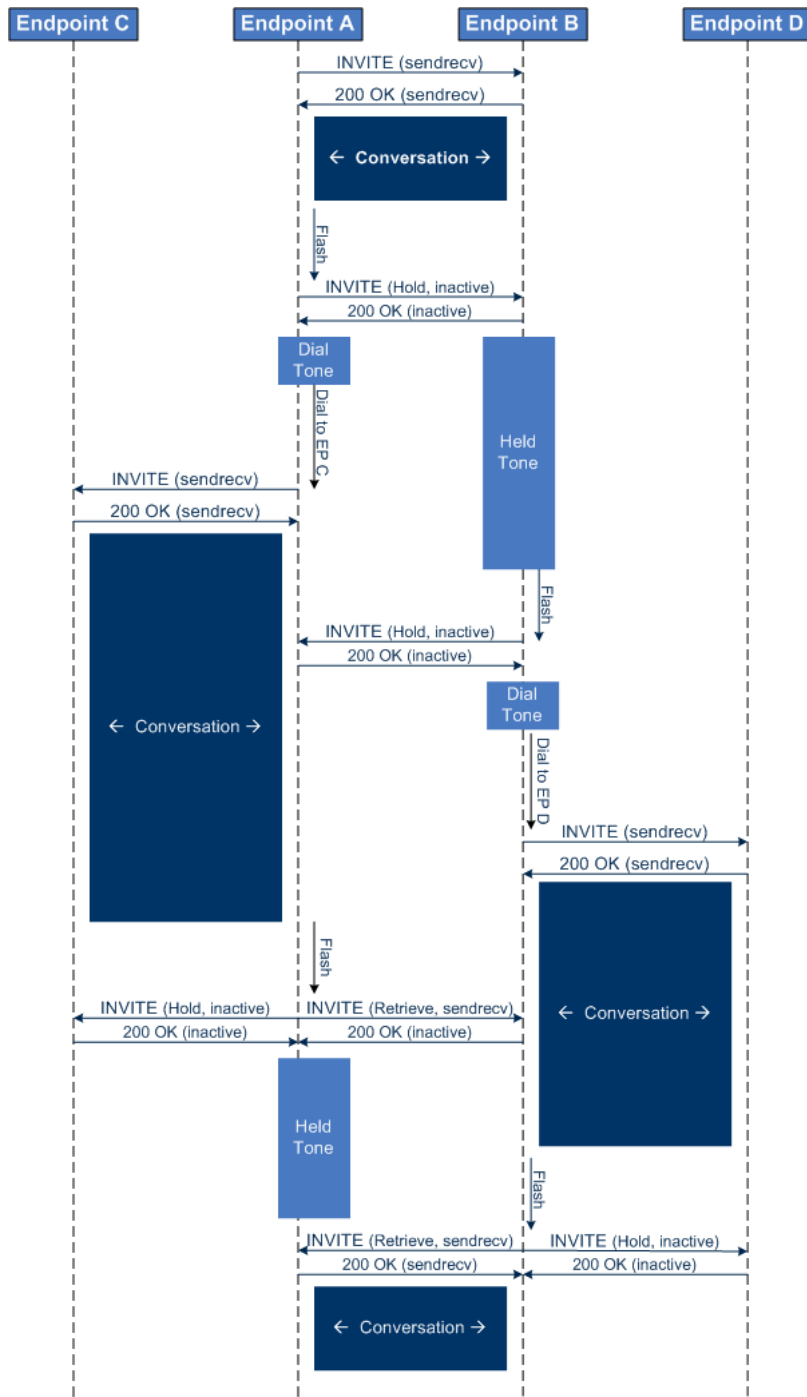 Endpoint C
Endpoint A
Endpoint B
Endpoint D
INVITE (sendrecv)
200 OK (sendrecv)
← Conversation →
Flash
INVITE (Hold, inactive)
200 OK (inactive)
Dial
Tone
Held
Tone
Dial to EP C
INVITE (sendrecv)
200 OK (sendrecv)
← Conversation →
Flash
INVITE (Hold, inactive)
200 OK (inactive)
Dial
Tone
Dial to EP D
INVITE (sendrecv)
200 OK (sendrecv)
← Conversation →
Flash
INVITE (Hold, inactive)
INVITE (Retrieve, sendrecv)
200 OK (inactive)
200 OK (inactive)
Held
Tone
Flash
INVITE (Retrieve, sendrecv)
INVITE (Hold, inactive)
200 OK (sendrecv)
200 OK (inactive)
← Conversation →